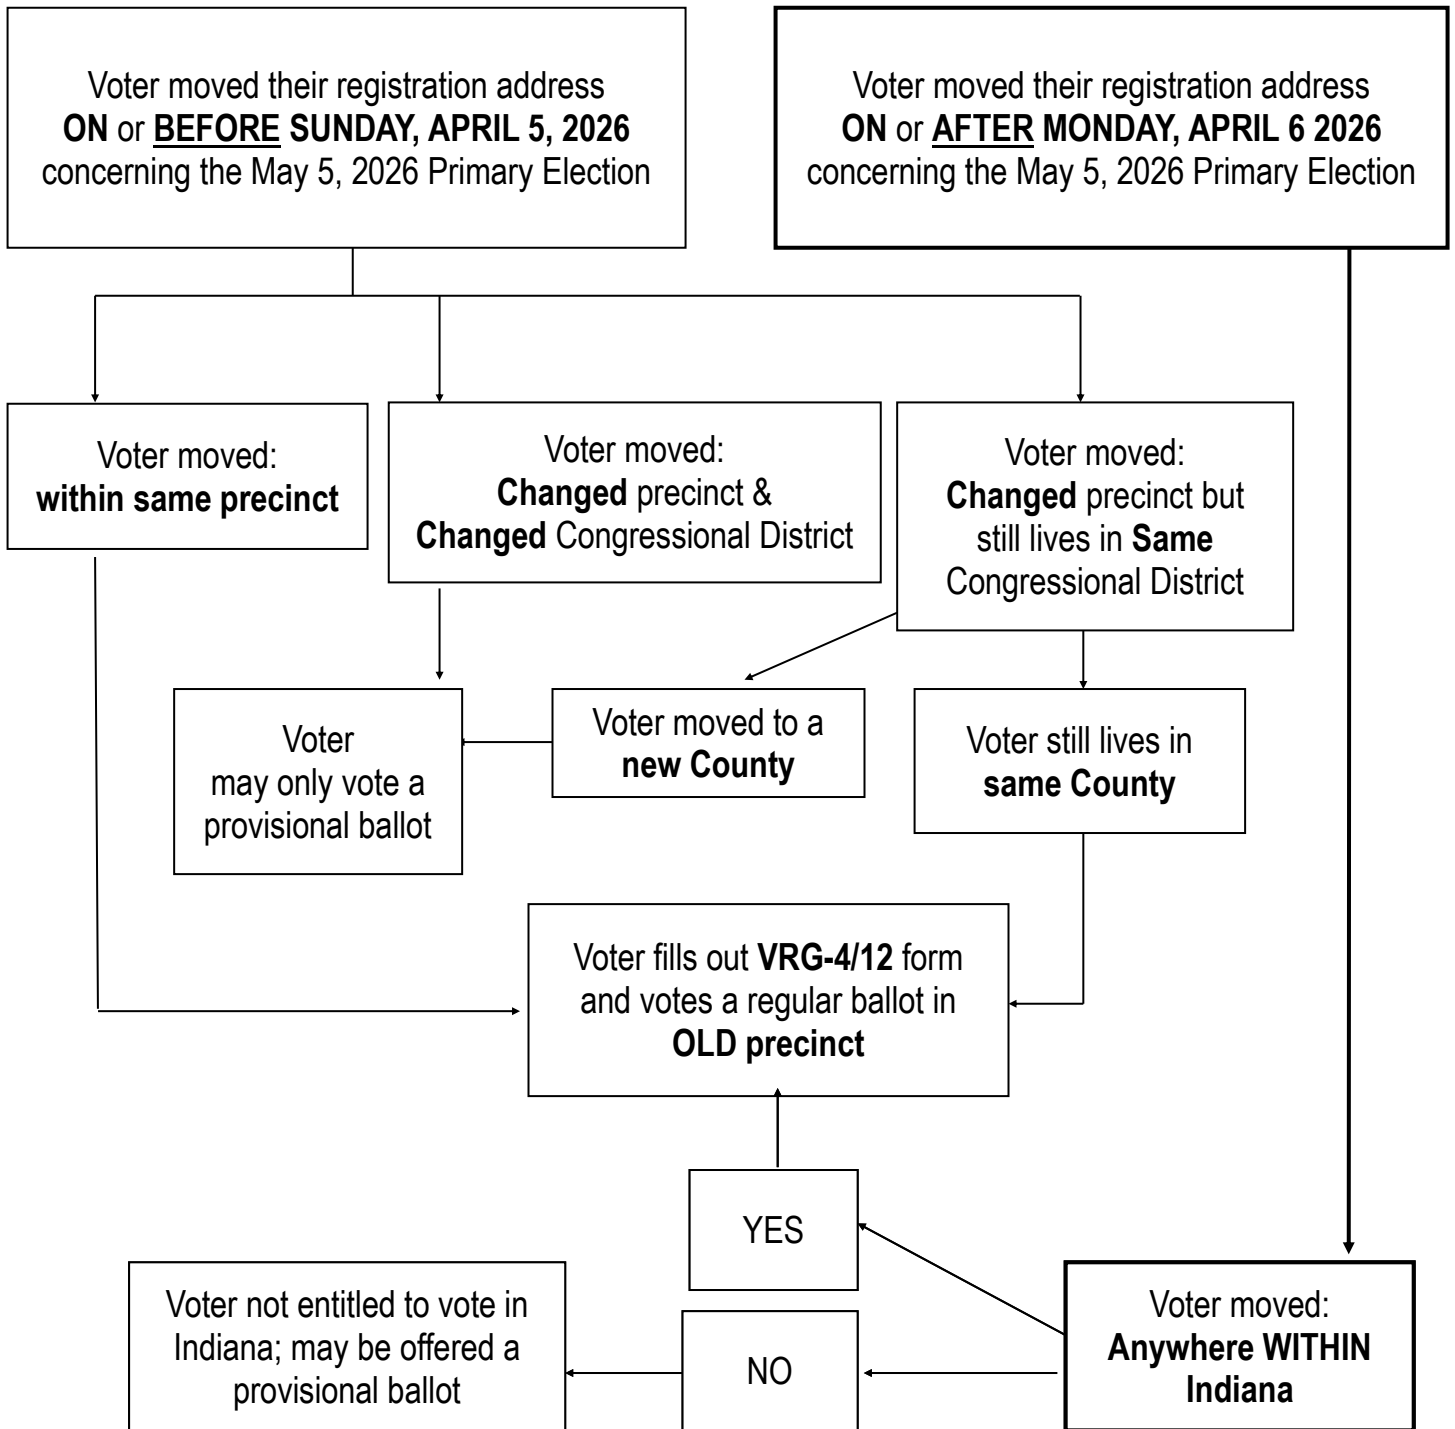 Voter moved their registration address
ON or BEFORE SUNDAY, APRIL 5, 2026
concerning the May 5, 2026 Primary Election
Voter moved their registration address
ON or AFTER MONDAY, APRIL 6 2026
concerning the May 5, 2026 Primary Election
Voter moved:
within same precinct
Voter moved:
Changed precinct &
Changed Congressional District
Voter moved:
Changed precinct but
still lives in Same
Congressional District
Voter
may only vote a
provisional ballot
Voter moved to a
new County
Voter still lives in
same County
Voter fills out VRG-4/12 form
and votes a regular ballot in
OLD precinct
YES
Voter not entitled to vote in
Indiana; may be offered a
provisional ballot
NO
Voter moved:
Anywhere WITHIN
Indiana